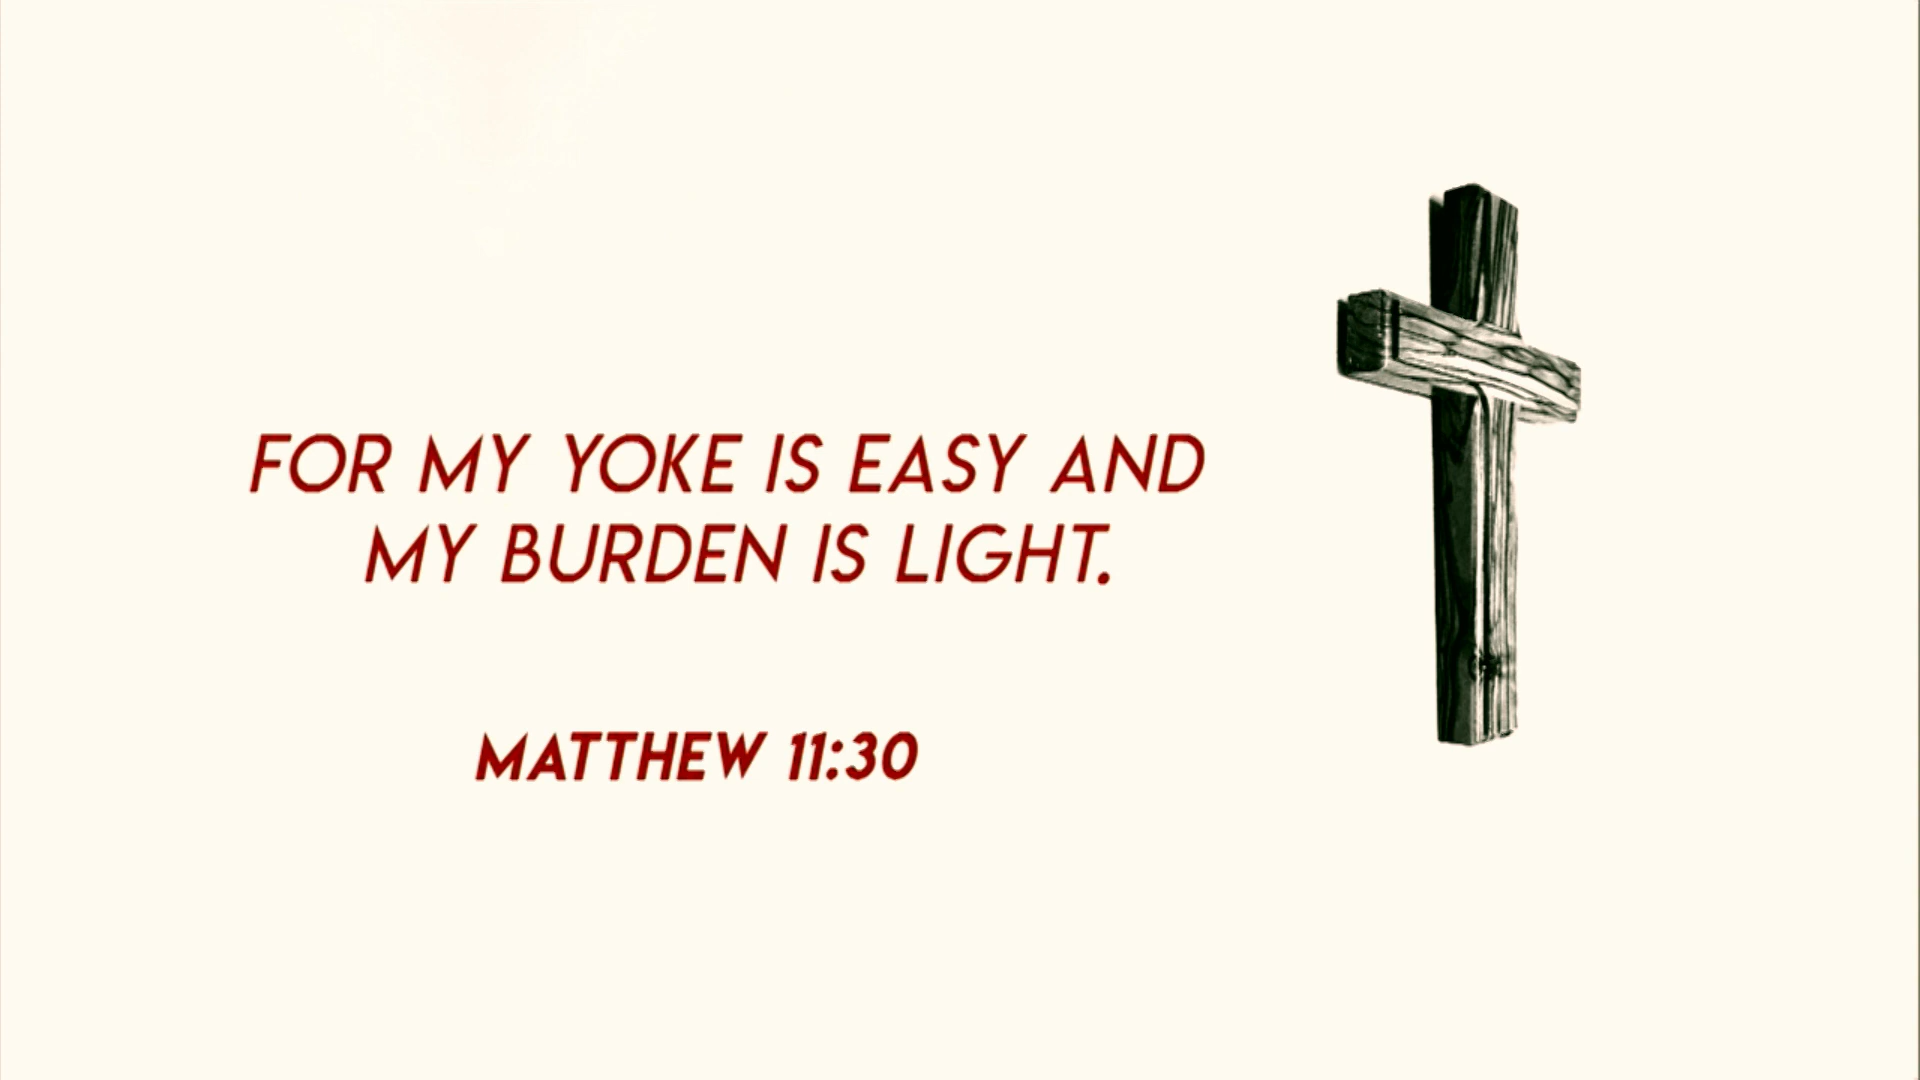 FOR MY YOKE IS EASY AND
MY BURDEN IS LIGHT.
MATTHEW 11:30